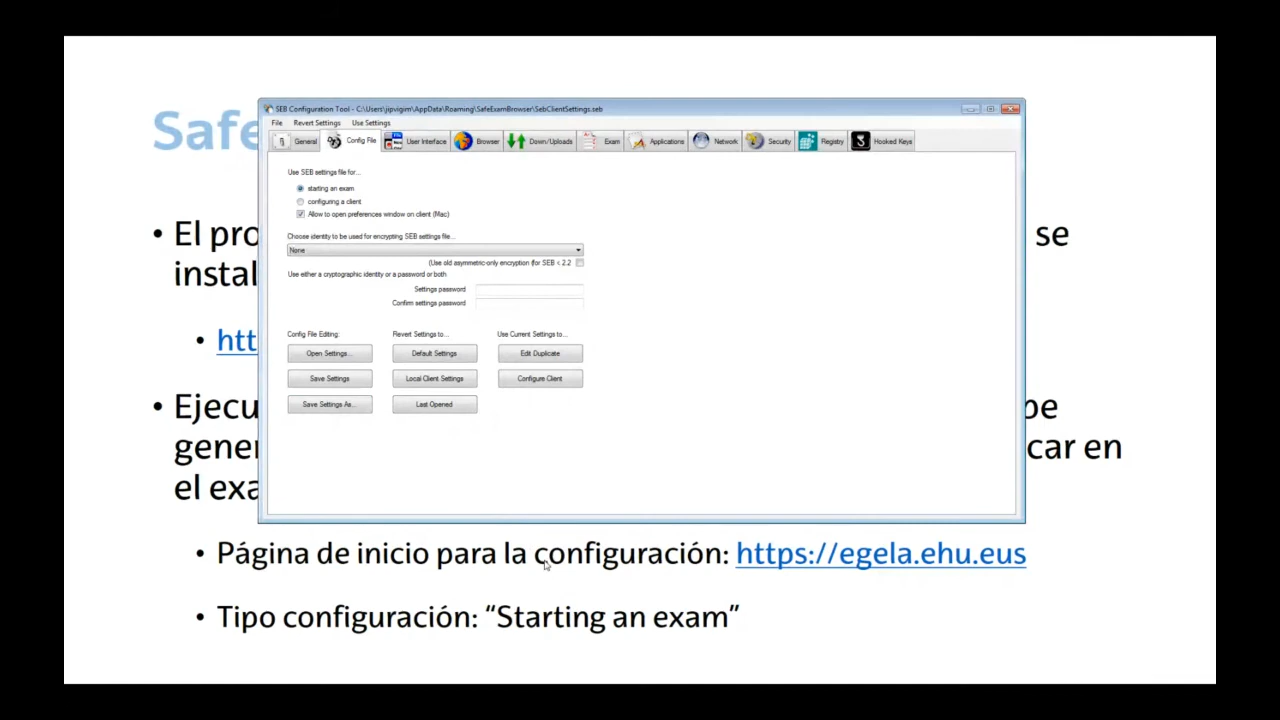 Safe
SEB Configuration Tool - C:\Users\jipvigim\AppData\Roaming\SafeExamBrowser\SebClientSettings.seb
File Revert Settings Use Settings
General Config File User Interface Browser Down/Uploads Exam Applications Network Security Registry Hooked Keys
Use SEB settings file for...
starting an exam
configuring a client
Allow to open preferences window on client (Mac)
Choose identity to be used for encrypting SEB settings file...
None
(Use old asymmetric-only encryption (for SEB < 2.2
Use either a cryptographic identity or a password or both
Settings password
Confirm settings password
Config File Editing: Revert Settings to... Use Current Settings to...
Open Settings... Default Settings Edit Duplicate
Save Settings Local Client Settings Configure Client
Save Settings As... Last Opened
• El pro se
instal
• htt
• Ejecu be
gener car en
el exa
• Página de inicio para la configuración: https://egela.ehu.eus
• Tipo configuración: “Starting an exam”